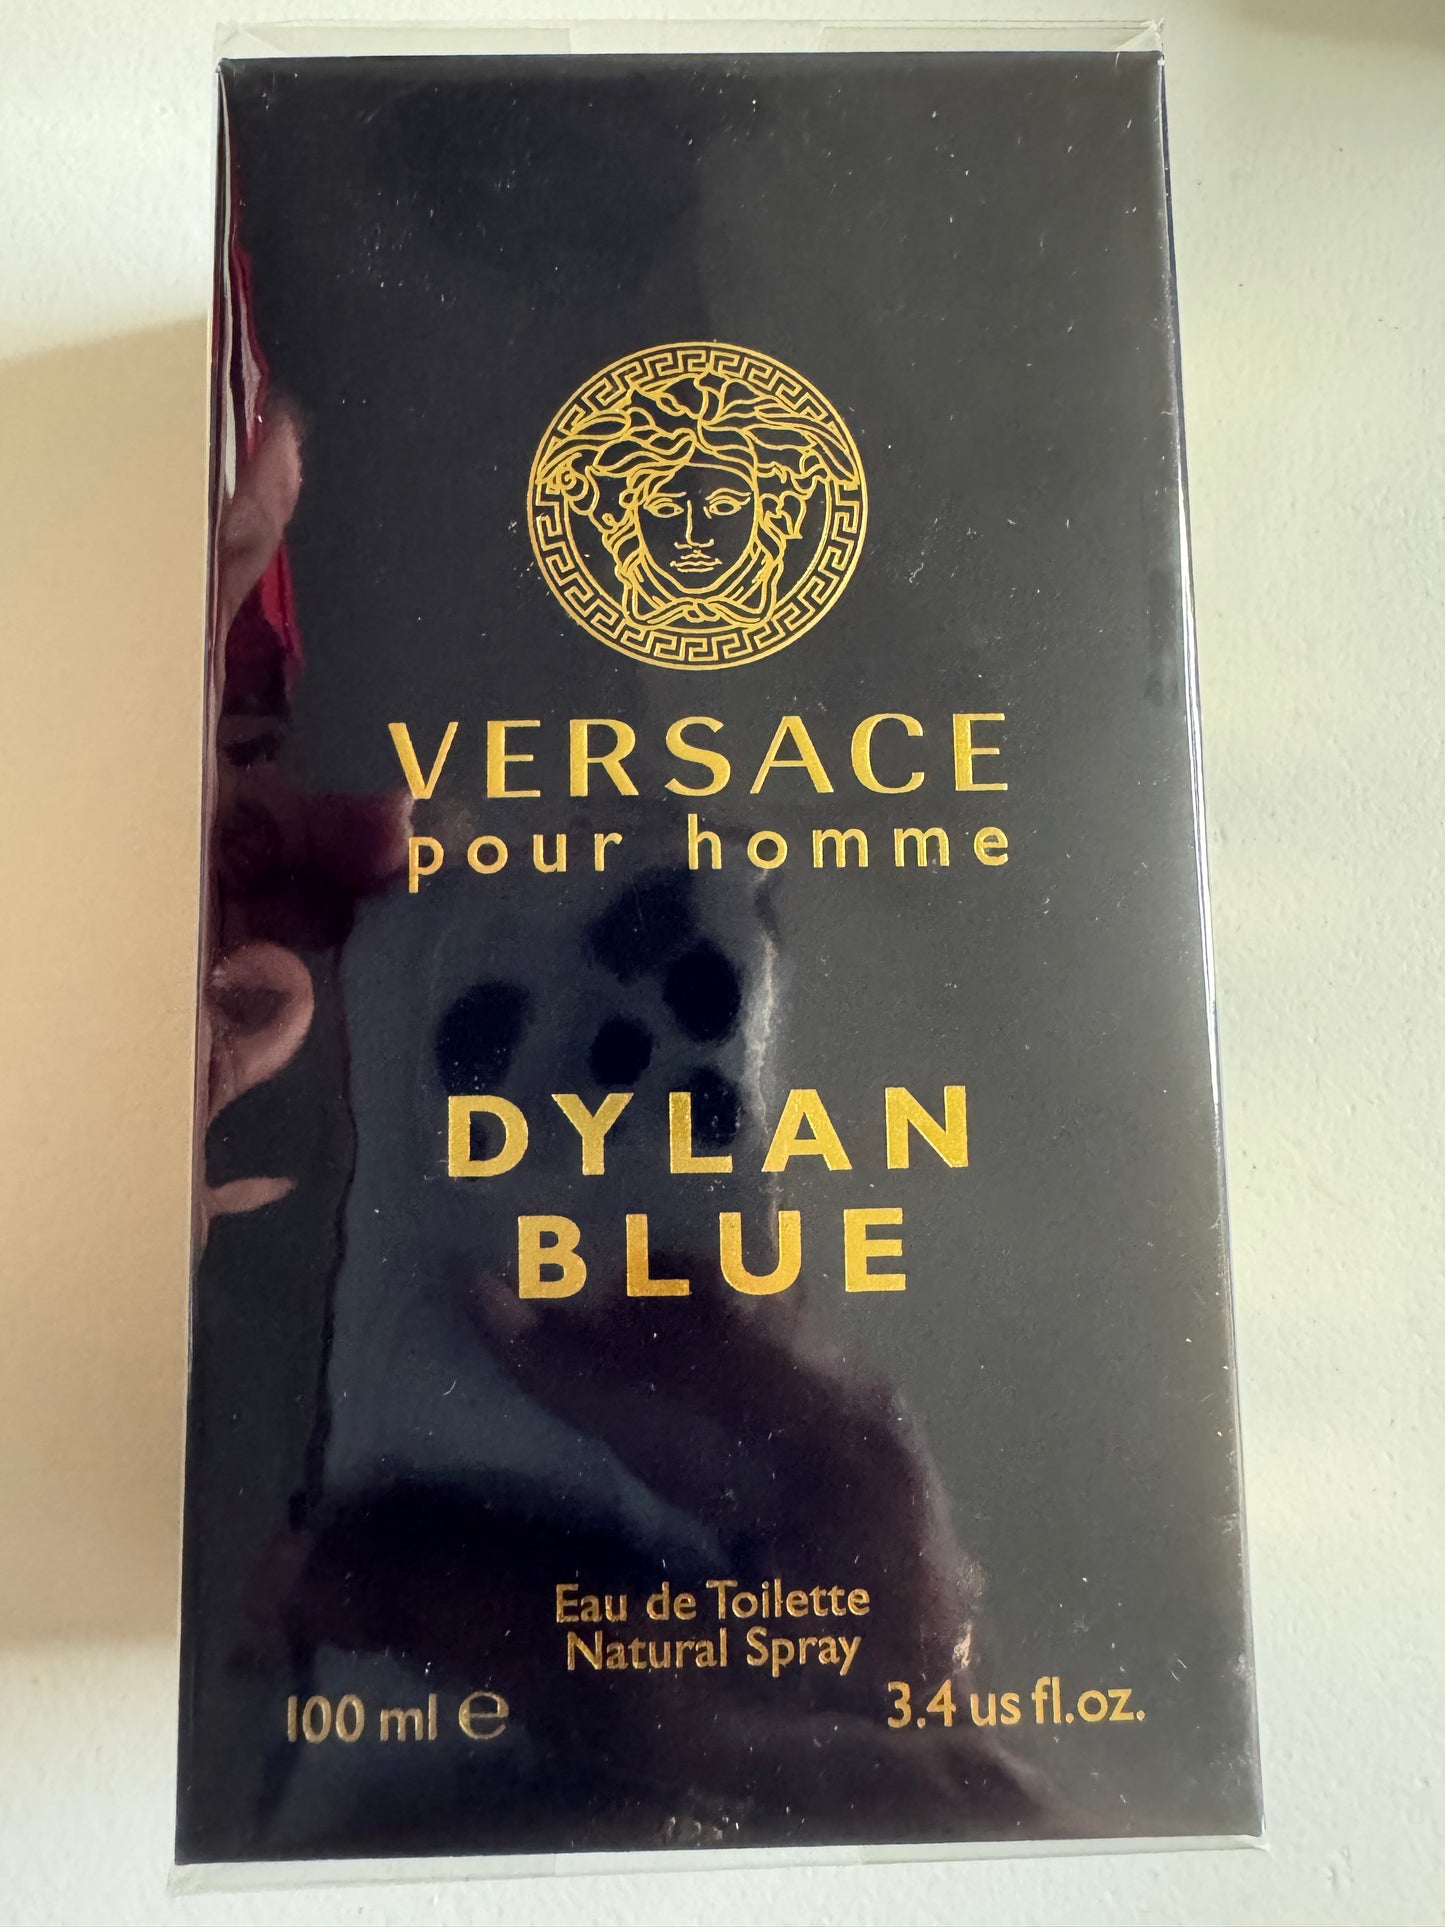 VERSACE
pour homme
DYLAN
BLUE
Eau de Toilette
Natural Spray
100 ml ℮
3.4 us fl.oz.